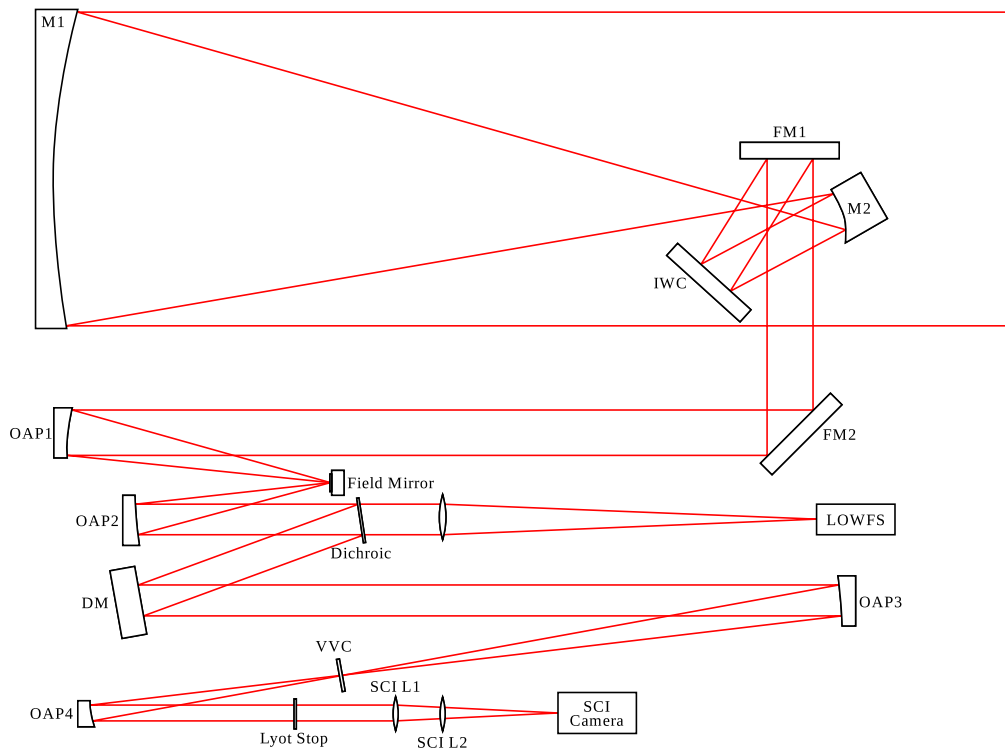 M1
FM1
M2
IWC
OAP1
FM2
Field Mirror
OAP2
LOWFS
Dichroic
DM
OAP3
VVC
SCI L1
OAP4
SCI
Camera
Lyot Stop
SCI L2